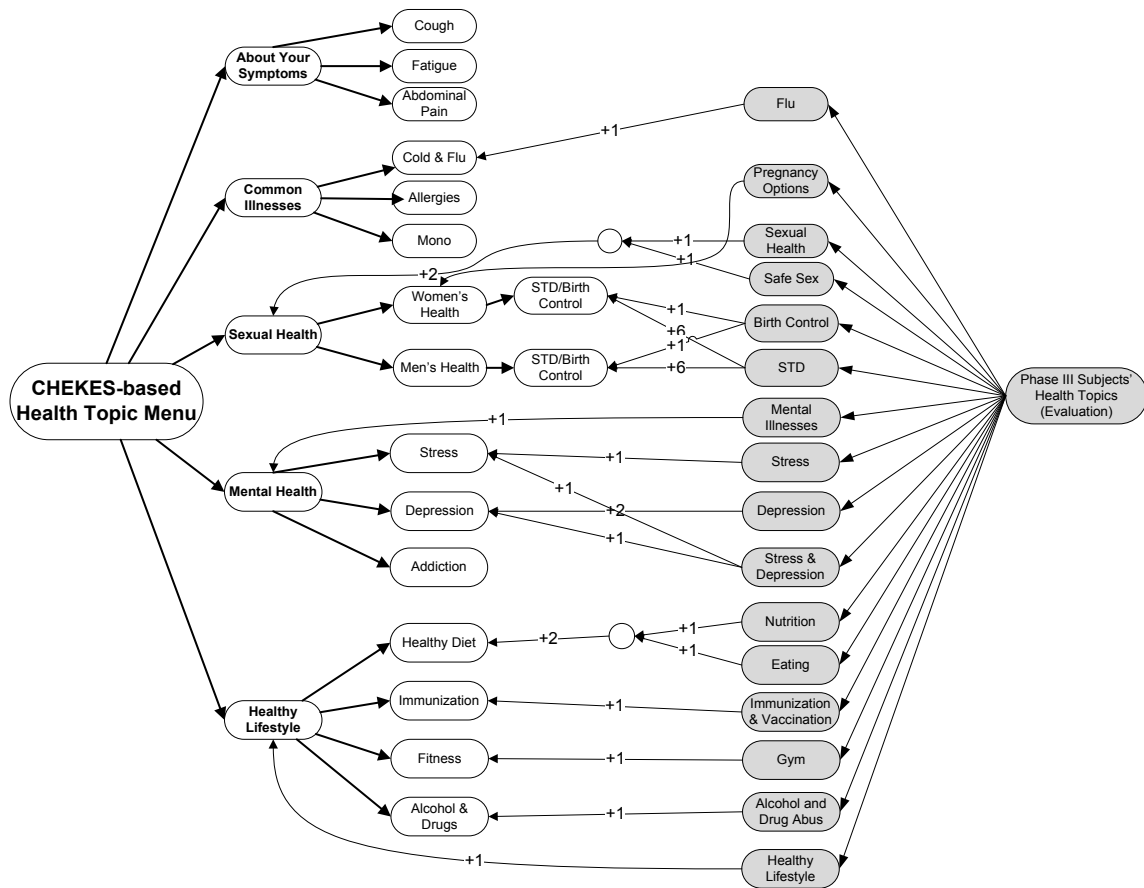 CHEKES-based
Health Topic Menu
About Your
Symptoms
Cough
Fatigue
Abdominal
Pain
Common
Illnesses
Cold & Flu
Allergies
Mono
Sexual Health
Women's
Health
STD/Birth
Control
Men's Health
STD/Birth
Control
Mental Health
Stress
Depression
Addiction
Healthy
Lifestyle
Healthy Diet
Immunization
Fitness
Alcohol &
Drugs
+1
+1
+1
+2
+1
+6
+1
+6
+1
+1
+1
+2
+1
+2
+1
+1
+1
+1
+1
+1
Flu
Pregnancy
Options
Sexual
Health
Safe Sex
Birth Control
STD
Mental
Illnesses
Stress
Depression
Stress &
Depression
Nutrition
Eating
Immunization
& Vaccination
Gym
Alcohol and
Drug Abus
Healthy
Lifestyle
Phase III Subjects'
Health Topics
(Evaluation)